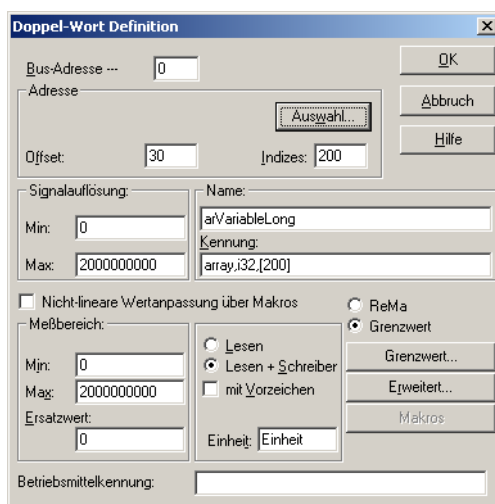 Doppel-Wort Definition
Bus-Adresse --- 0
OK
Adresse
Abbruch
Auswahl...
Hilfe
Offset: 30 Indizes: 200
Signalauflösung:
Min: 0
Max: 2000000000
Name:
arVariableLong
Kennung:
array,i32,[200]
Nicht-lineare Wertanpassung über Makros
ReMa
Grenzwert
Meßbereich:
Min: 0
Max: 2000000000
Ersatzwert:
0
Lesen
Lesen + Schreiber
mit Vorzeichen
Einheit: Einheit
Grenzwert...
Erweitert...
Makros
Betriebsmittelkennung: